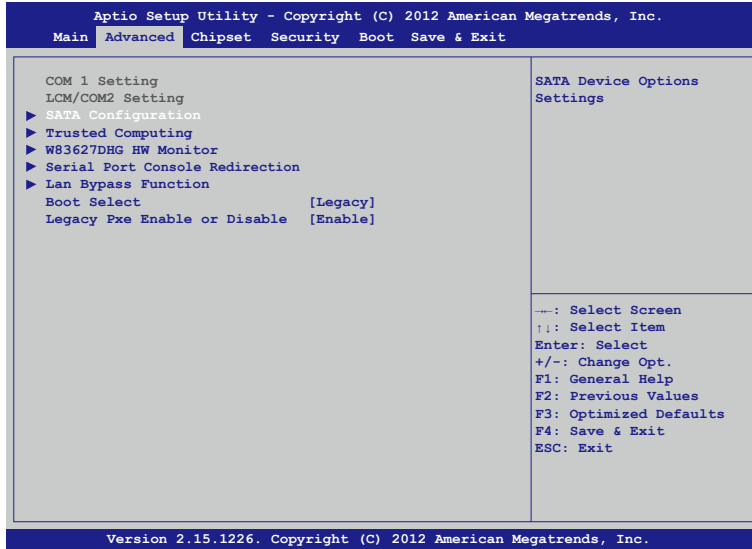 Aptio Setup Utility - Copyright (C) 2012 American Megatrends, Inc.
Main Advanced Chipset Security Boot Save & Exit
COM 1 Setting
LCM/COM2 Setting
▶ SATA Configuration
▶ Trusted Computing
▶ W83627DHG HW Monitor
▶ Serial Port Console Redirection
▶ Lan Bypass Function
Boot Select [Legacy]
Legacy Pxe Enable or Disable [Enable]
SATA Device Options
Settings
→←: Select Screen
↑↓: Select Item
Enter: Select
+/-: Change Opt.
F1: General Help
F2: Previous Values
F3: Optimized Defaults
F4: Save & Exit
ESC: Exit
Version 2.15.1226. Copyright (C) 2012 American Megatrends, Inc.